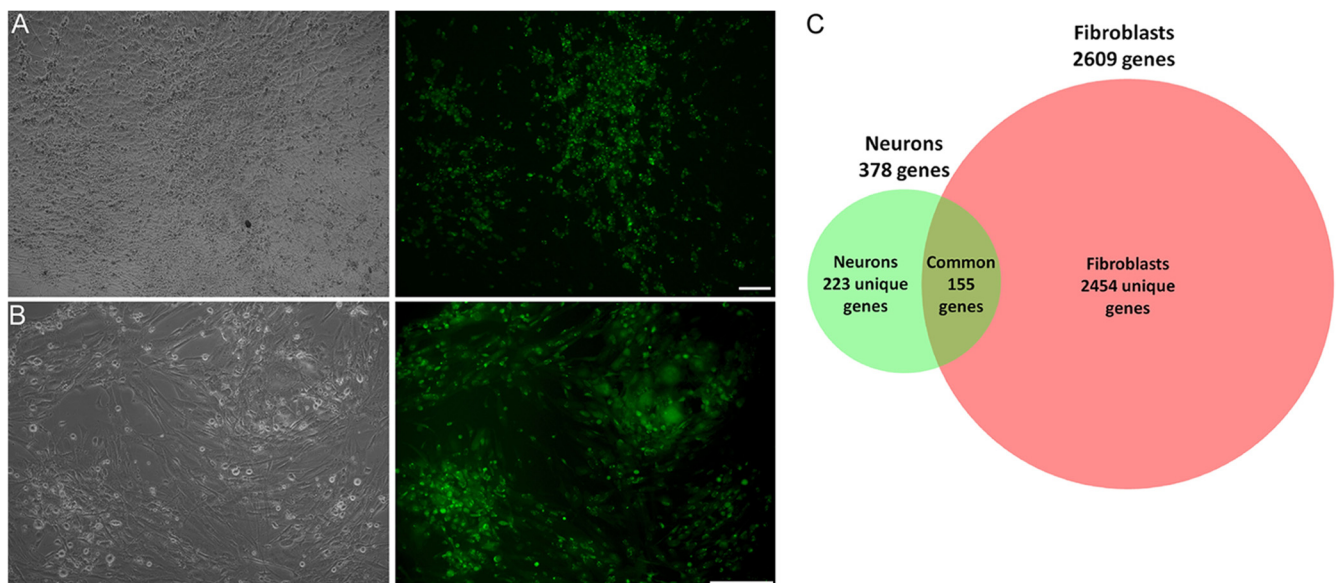 A
B
C
Fibroblasts
2609 genes
Neurons
378 genes
Neurons
223 unique
genes
Common
155
genes
Fibroblasts
2454 unique
genes